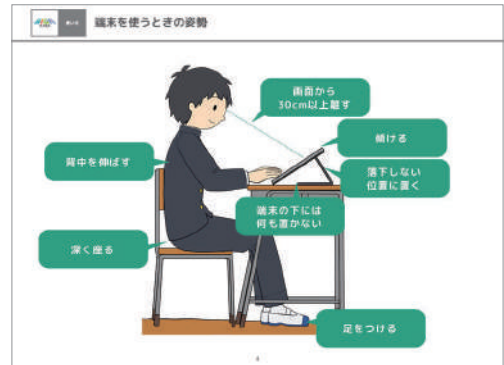 端末を使うときの姿勢
画面から
30cm以上離す
傾ける
背中を伸ばす
落下しない
位置に置く
端末の下には
何も置かない
深く座る
足をつける
4